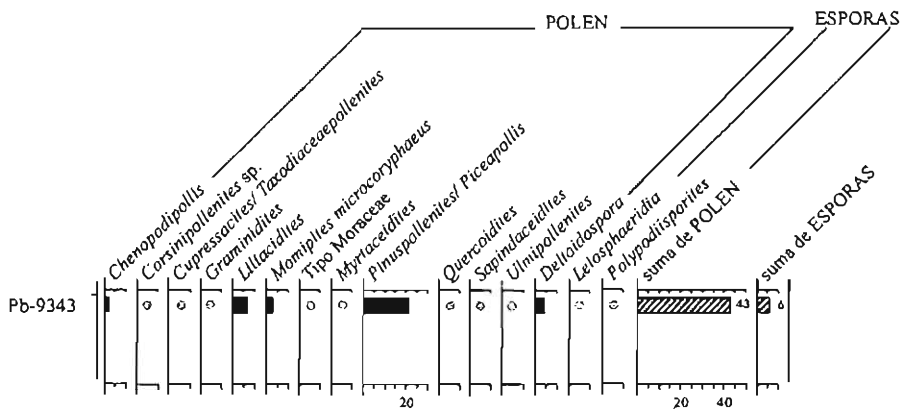 POLEN
ESPORAS
Chenopodipollis
Corsinipollenites sp.
Cupressacites/ Taxodiaceaepollenites
Graminidites
Liliacidites
Momipites microcoryphaeus
Tipo Moraceae
Myrtaceidites
Pinuspollenites/ Piceapollis
Quercoidites
Sapindaceidites
Ulmipollenites
Deltoidospora
Leiosphaeridia
Polypodiisporites
suma de POLEN
suma de ESPORAS
Pb-9343
43
6
20
20 40